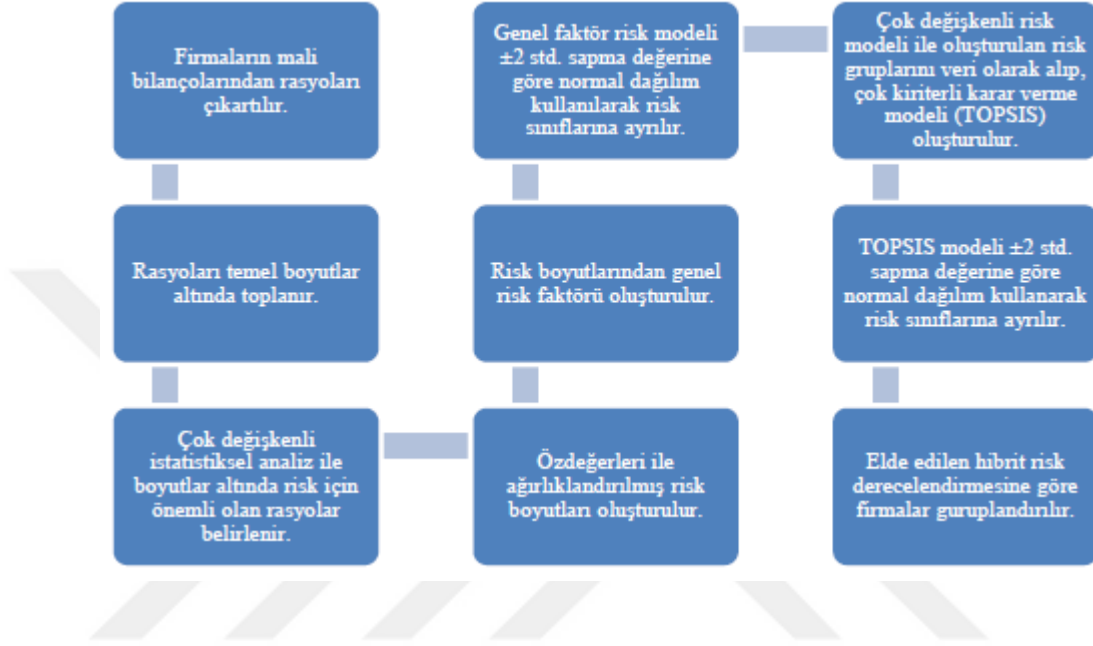 Firmaların mali
bilançolarından rasyoları
çıkartılır.
Rasyoları temel boyutlar
altında toplanır.
Çok değişkenli
istatistiksel analiz ile
boyutlar altında risk için
önemli olan rasyolar
belirlenir.
Özdeğerleri ile
ağırlıklandırılmış risk
boyutları oluşturulur.
Risk boyutlarından genel
risk faktörü oluşturulur.
Genel faktör risk modeli
±2 std. sapma değerine
göre normal dağılım
kullanılarak risk
sınıflarına ayrılır.
Çok değişkenli risk
modeli ile oluşturulan risk
gruplarını veri olarak alıp,
çok kiriterli karar verme
modeli (TOPSIS)
oluşturulur.
TOPSIS modeli ±2 std.
sapma değerine göre
normal dağılım kullanarak
risk sınıflarına ayrılır.
Elde edilen hibrit risk
derecelendirmesine göre
firmalar guruplandırılır.